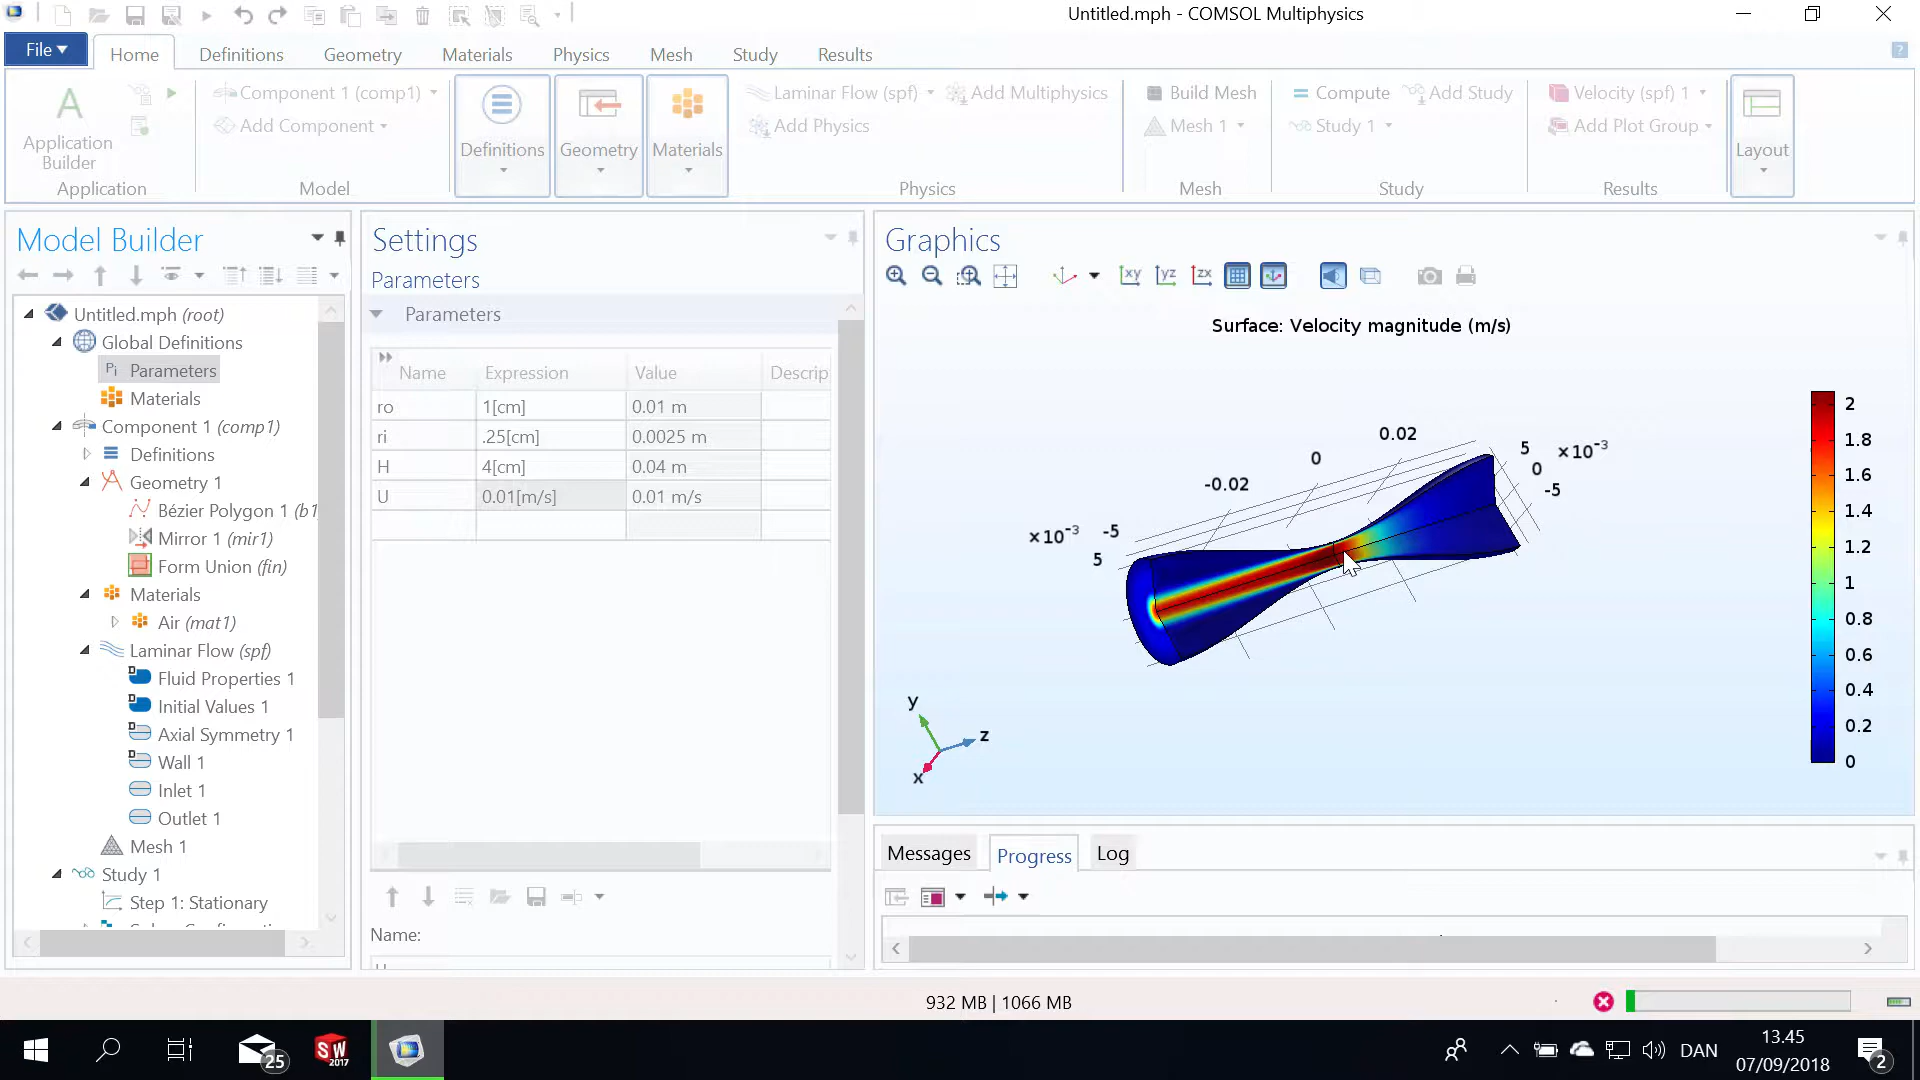 Untitled.mph - COMSOL Multiphysics
File Home Definitions Geometry Materials Physics Mesh Study Results
A Component 1 (comp1) Laminar Flow (spf) Add Multiphysics Build Mesh = Compute Add Study Velocity (spf) 1
Add Component Add Physics Mesh 1 Study 1 Add Plot Group
Application Builder Definitions Geometry Materials Layout
Application Model Physics Mesh Study Results
Model Builder
Untitled.mph (root)
Global Definitions
Pi Parameters
Materials
Component 1 (comp1)
Definitions
Geometry 1
Bézier Polygon 1 (b1
Mirror 1 (mir1)
Form Union (fin)
Materials
Air (mat1)
Laminar Flow (spf)
Fluid Properties 1
Initial Values 1
Axial Symmetry 1
Wall 1
Inlet 1
Outlet 1
Mesh 1
Study 1
Step 1: Stationary
Settings
Parameters
Parameters
Name Expression Value Descrip
ro 1[cm] 0.01 m
ri .25[cm] 0.0025 m
H 4[cm] 0.04 m
U 0.01[m/s] 0.01 m/s
Name:
Graphics
xy yz zx
Surface: Velocity magnitude (m/s)
0.02
0
-0.02
5 ×10⁻³
0
-5
×10⁻³ -5
5
y
z
x
2
1.8
1.6
1.4
1.2
1
0.8
0.6
0.4
0.2
0
Messages Progress Log
932 MB | 1066 MB
25 SW 2017 DAN 13.45
07/09/2018 2